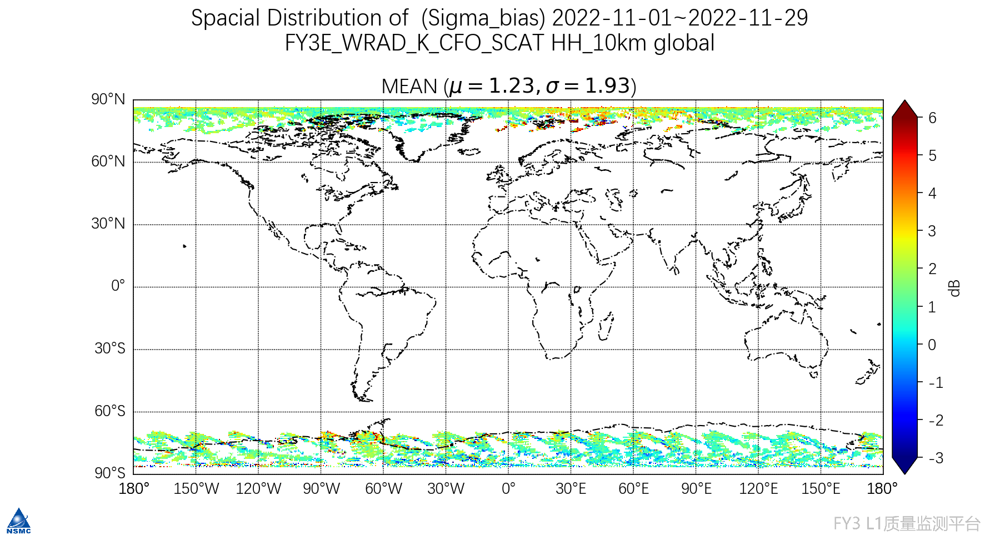 Spacial Distribution of  (Sigma_bias) 2022-11-01~2022-11-29
FY3E_WRAD_K_CFO_SCAT HH_10km global
MEAN (μ = 1.23, σ = 1.93)
90°N
60°N
30°N
0°
30°S
60°S
90°S
180° 150°W 120°W 90°W 60°W 30°W 0° 30°E 60°E 90°E 120°E 150°E 180°
6
5
4
3
2
1
0
-1
-2
-3
dB
NSMC
FY3 L1质量监测平台